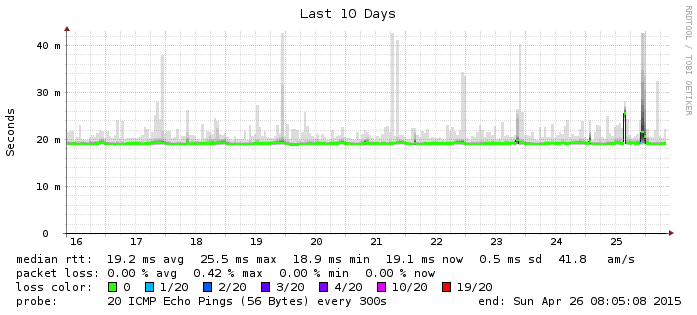 Last 10 Days
RRDTOOL / TOBI OETIKER
Seconds
40 m
30 m
20 m
10 m
0
16 17 18 19 20 21 22 23 24 25
median rtt: 19.2 ms avg 25.5 ms max 18.9 ms min 19.1 ms now 0.5 ms sd 41.8 am/s
packet loss: 0.00 % avg 0.42 % max 0.00 % min 0.00 % now
loss color: 0 1/20 2/20 3/20 4/20 10/20 19/20
probe: 20 ICMP Echo Pings (56 Bytes) every 300s end: Sun Apr 26 08:05:08 2015